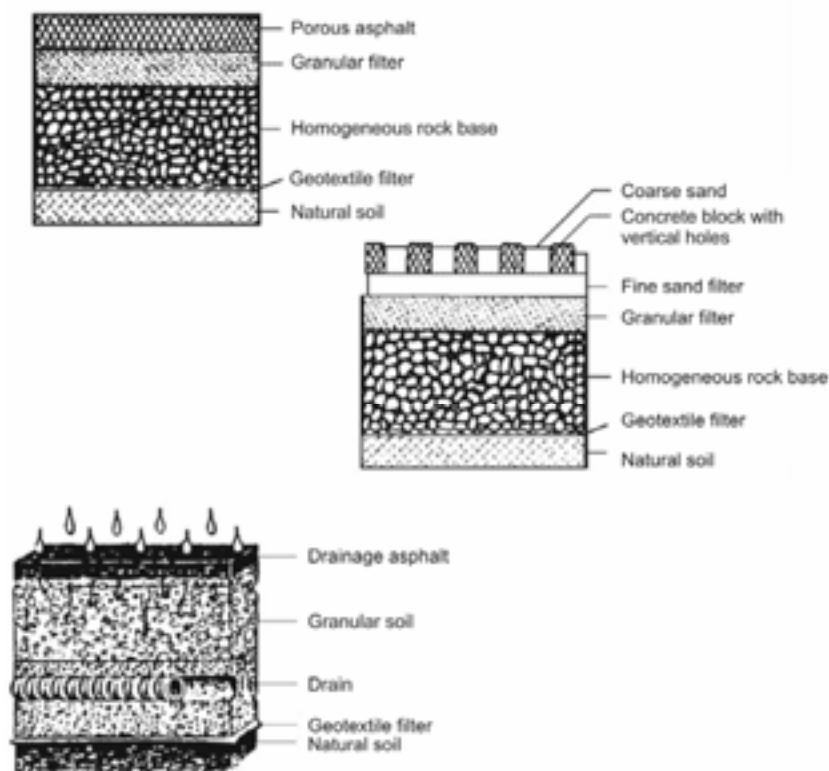 Porous asphalt
Granular filter
Homogeneous rock base
Geotextile filter
Natural soil
Coarse sand
Concrete block with
vertical holes
Fine sand filter
Granular filter
Homogeneous rock base
Geotextile filter
Natural soil
Drainage asphalt
Granular soil
Drain
Geotextile filter
Natural soil